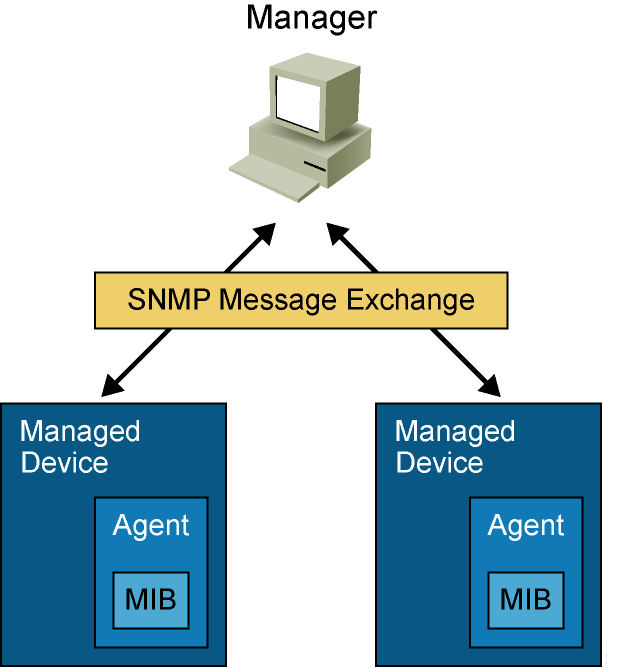 Manager
SNMP Message Exchange
Managed
Device
Agent
MIB
Managed
Device
Agent
MIB